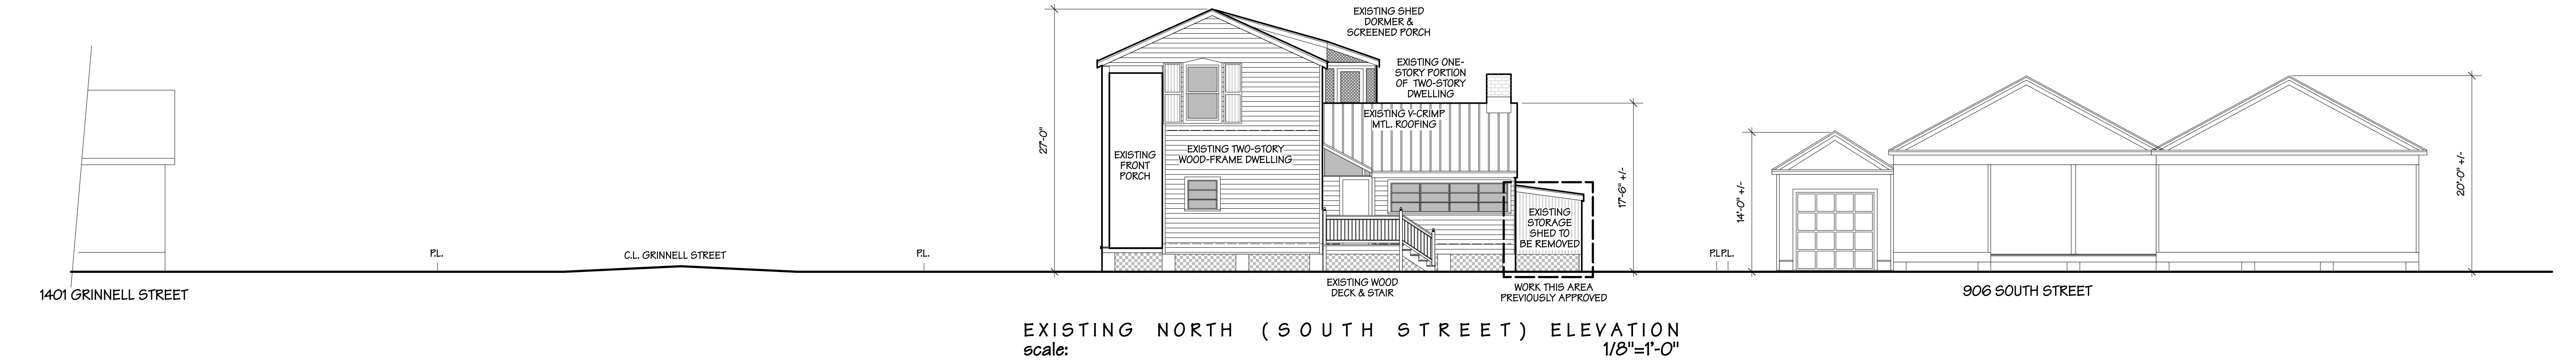 EXISTING SHED
DORMER &
SCREENED PORCH
EXISTING ONE-
STORY PORTION
OF TWO-STORY
DWELLING
EXISTING V-CRIMP
MTL. ROOFING
27'-0"
EXISTING
FRONT
PORCH
EXISTING TWO-STORY
WOOD-FRAME DWELLING
17'-6" +/-
14'-0" +/-
20'-0" +/-
EXISTING
STORAGE
SHED TO
BE REMOVED
P.L.
C.L. GRINNELL STREET
P.L.
P.L.
P.L.
1401 GRINNELL STREET
EXISTING WOOD
DECK & STAIR
WORK THIS AREA
PREVIOUSLY APPROVED
906 SOUTH STREET
EXISTING NORTH (SOUTH STREET) ELEVATION
scale: 1/8"=1'-0"